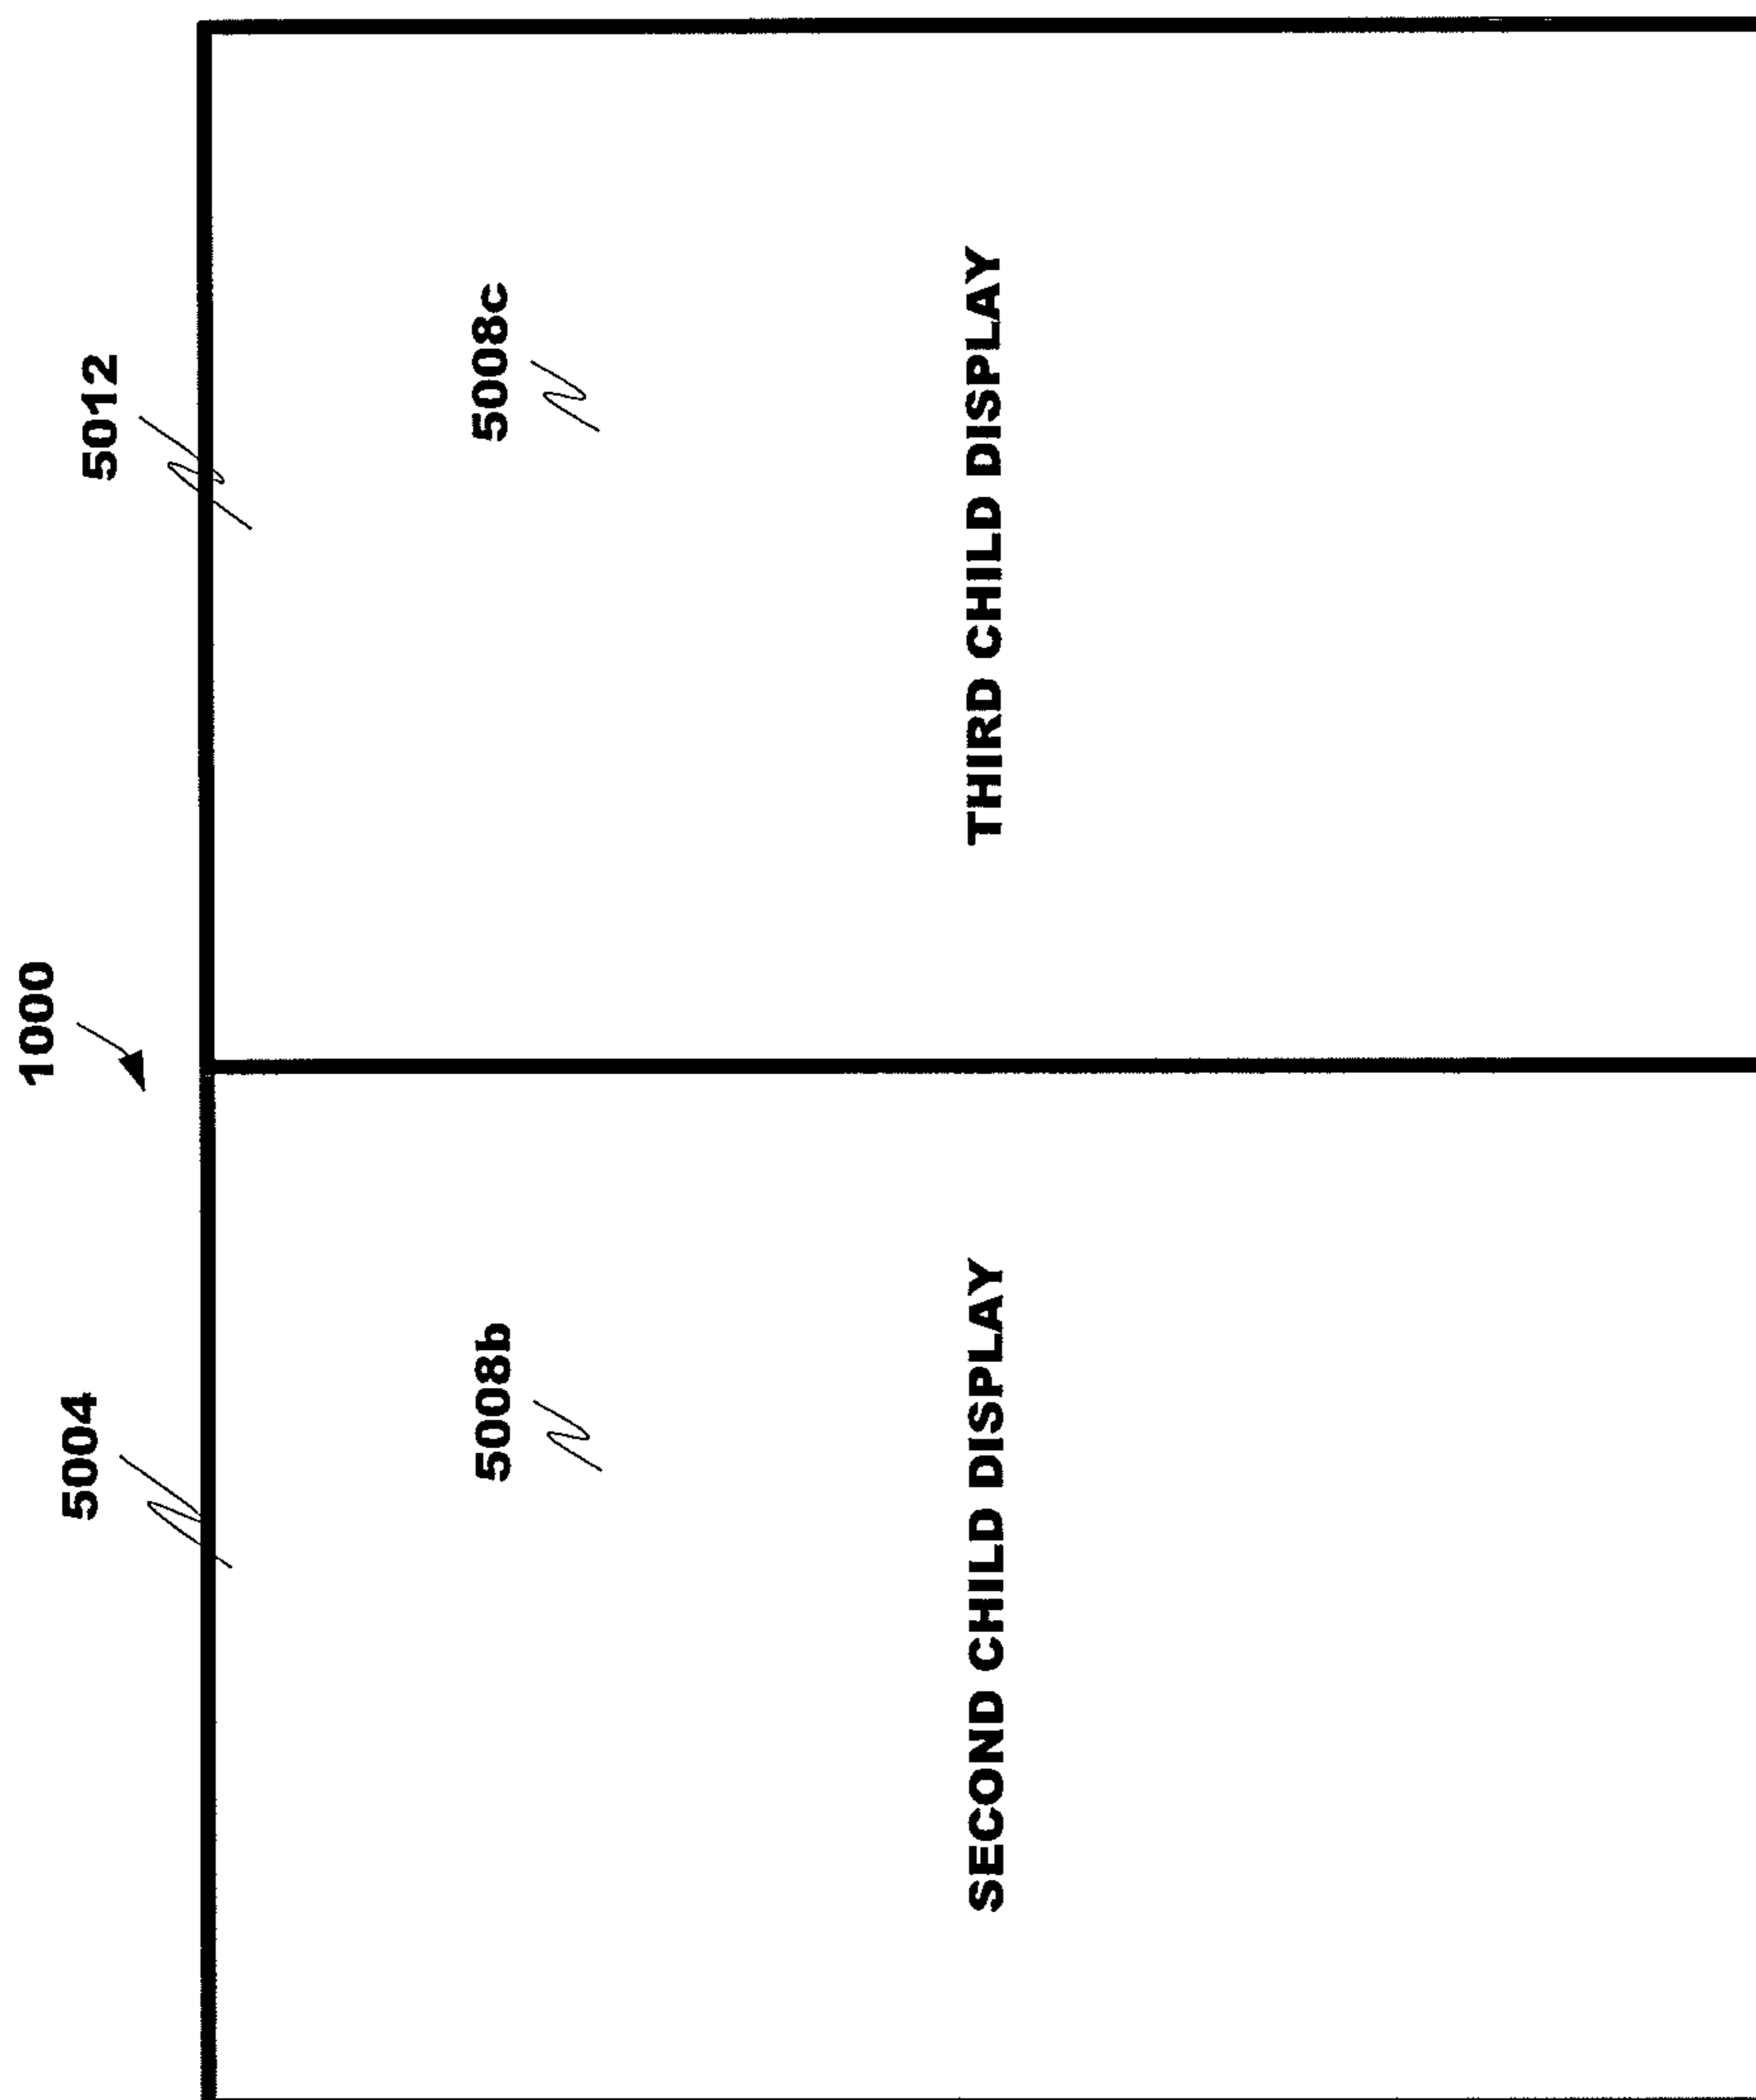 1000
5004
5012
5008b
5008c
SECOND CHILD DISPLAY
THIRD CHILD DISPLAY